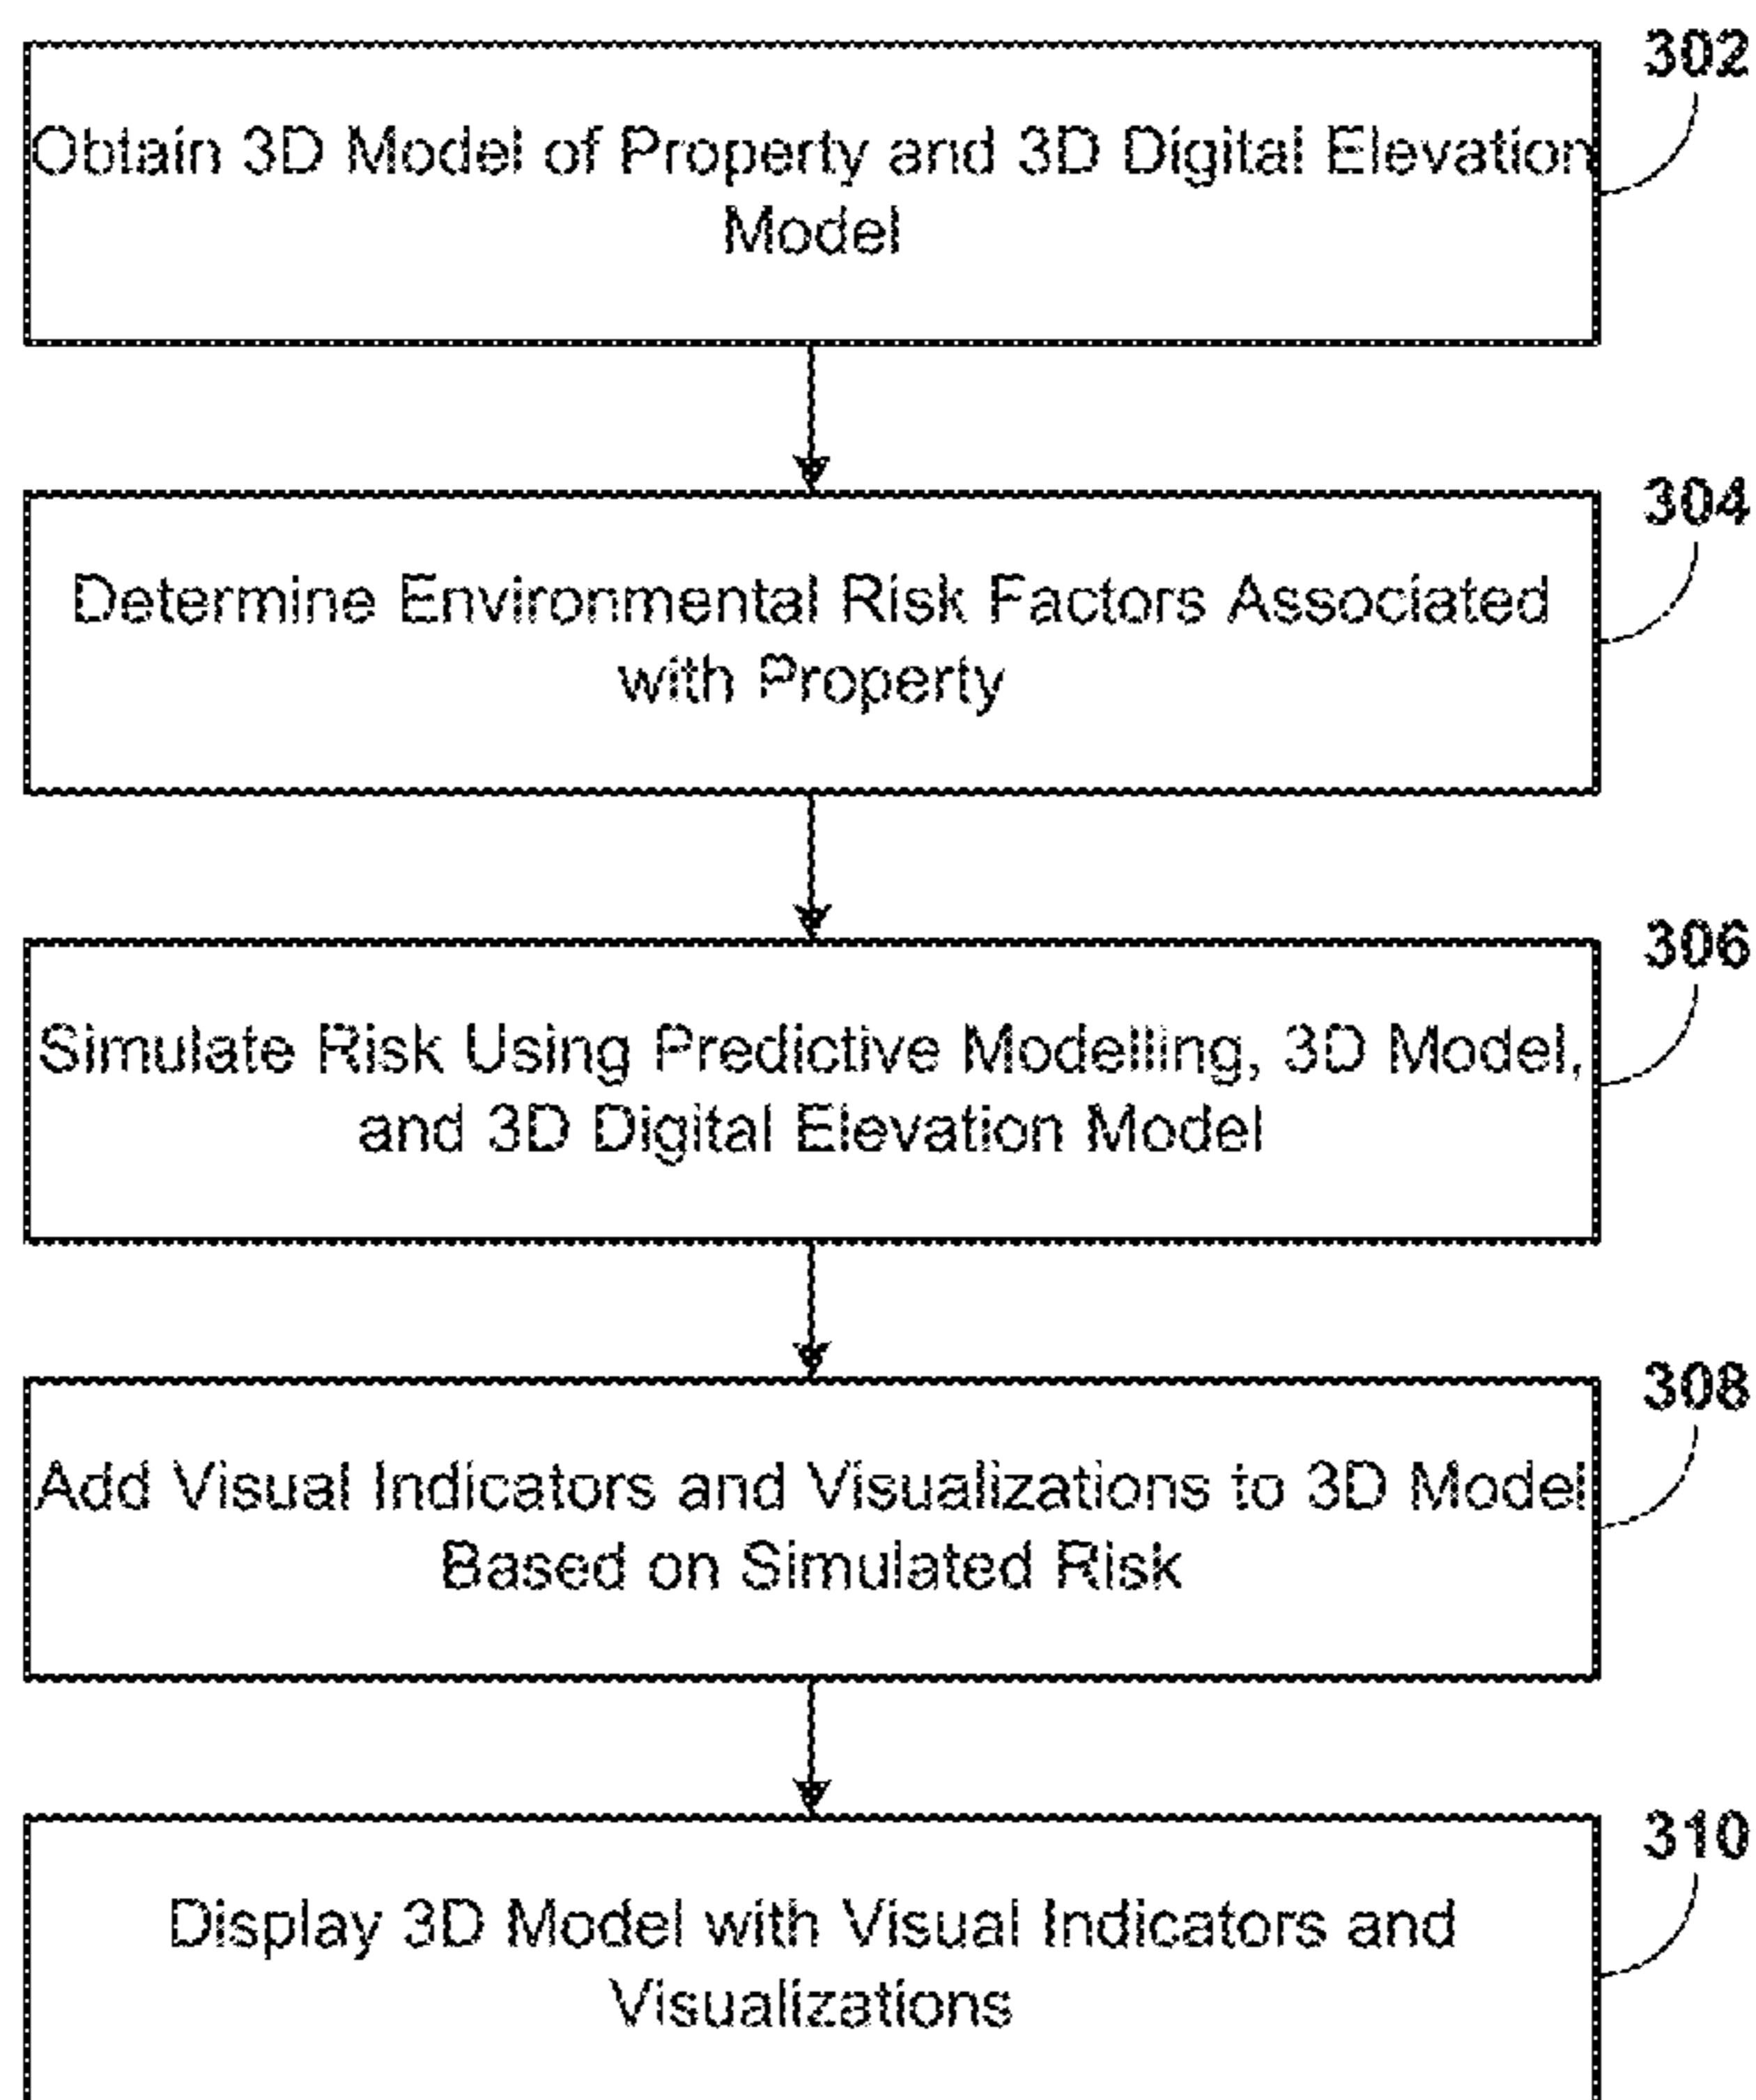 302
Obtain 3D Model of Property and 3D Digital Elevation
Model
304
Determine Environmental Risk Factors Associated
with Property
306
Simulate Risk Using Predictive Modelling, 3D Model,
and 3D Digital Elevation Model
308
Add Visual Indicators and Visualizations to 3D Model
Based on Simulated Risk
310
Display 3D Model with Visual Indicators and
Visualizations